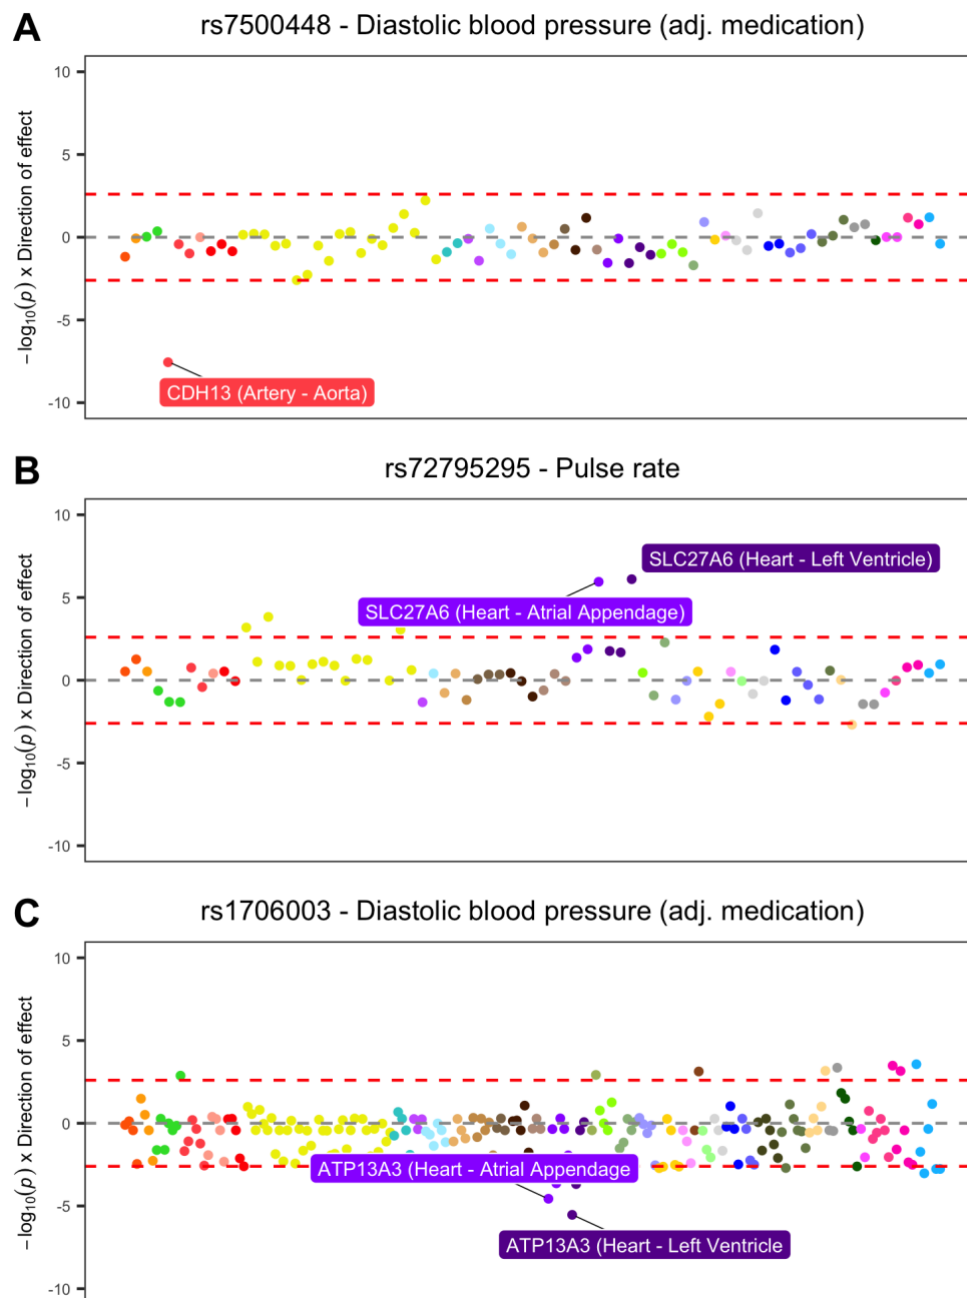 A
rs7500448 - Diastolic blood pressure (adj. medication)
10
5
0
-5
-10
−log10(p) x Direction of effect
CDH13 (Artery - Aorta)
B
rs72795295 - Pulse rate
10
5
0
-5
-10
−log10(p) x Direction of effect
SLC27A6 (Heart - Left Ventricle)
SLC27A6 (Heart - Atrial Appendage)
C
rs1706003 - Diastolic blood pressure (adj. medication)
10
5
0
-5
-10
−log10(p) x Direction of effect
ATP13A3 (Heart - Atrial Appendage
ATP13A3 (Heart - Left Ventricle